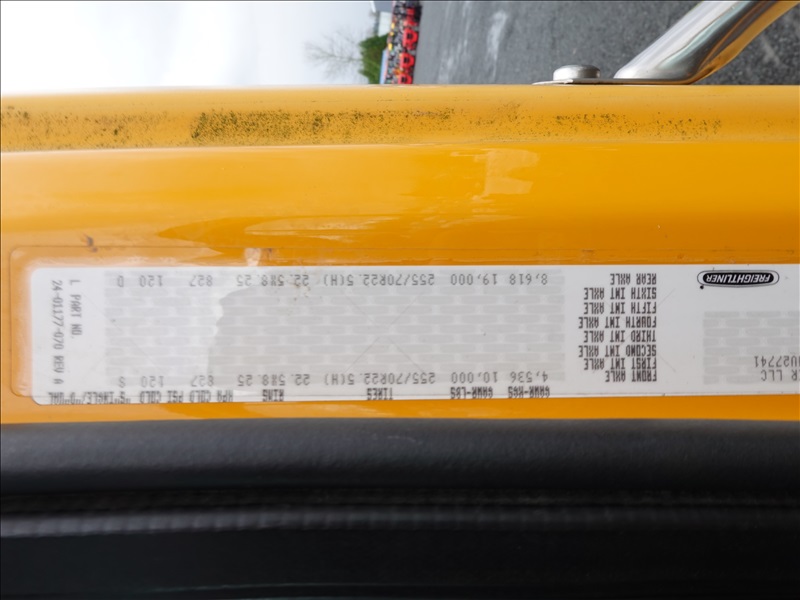 FREIGHTLINER
GAWR-KGS GAWR-LBS TIRES RIMS KPA COLD PSI COLD "S"INGLE/"D"UAL
FRONT AXLE 4,536 10,000 255/70R22.5(H) 22.5X8.25 827 120 S
FIRST INT AXLE
SECOND INT AXLE
THIRD INT AXLE
FOURTH INT AXLE
FIFTH INT AXLE
SIXTH INT AXLE
REAR AXLE 8,618 19,000 255/70R22.5(H) 22.5X8.25 827 120 D
LLC
U27741
L PART NO.
24-01177-070 REV A